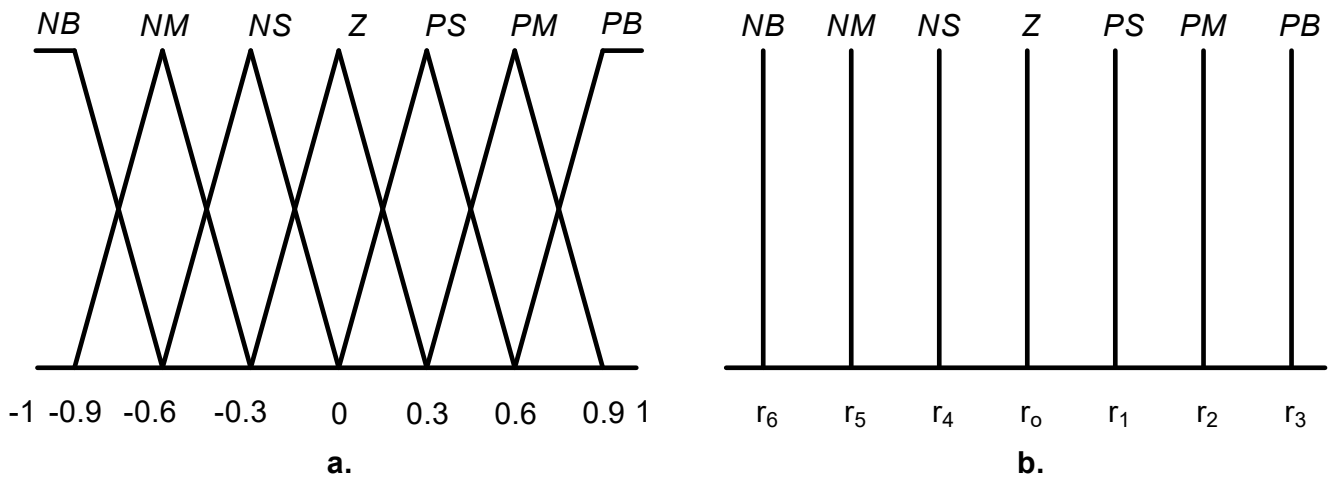 NB NM NS Z PS PM PB
-1 -0.9 -0.6 -0.3 0 0.3 0.6 0.9 1
a.
NB NM NS Z PS PM PB
r6 r5 r4 ro r1 r2 r3
b.